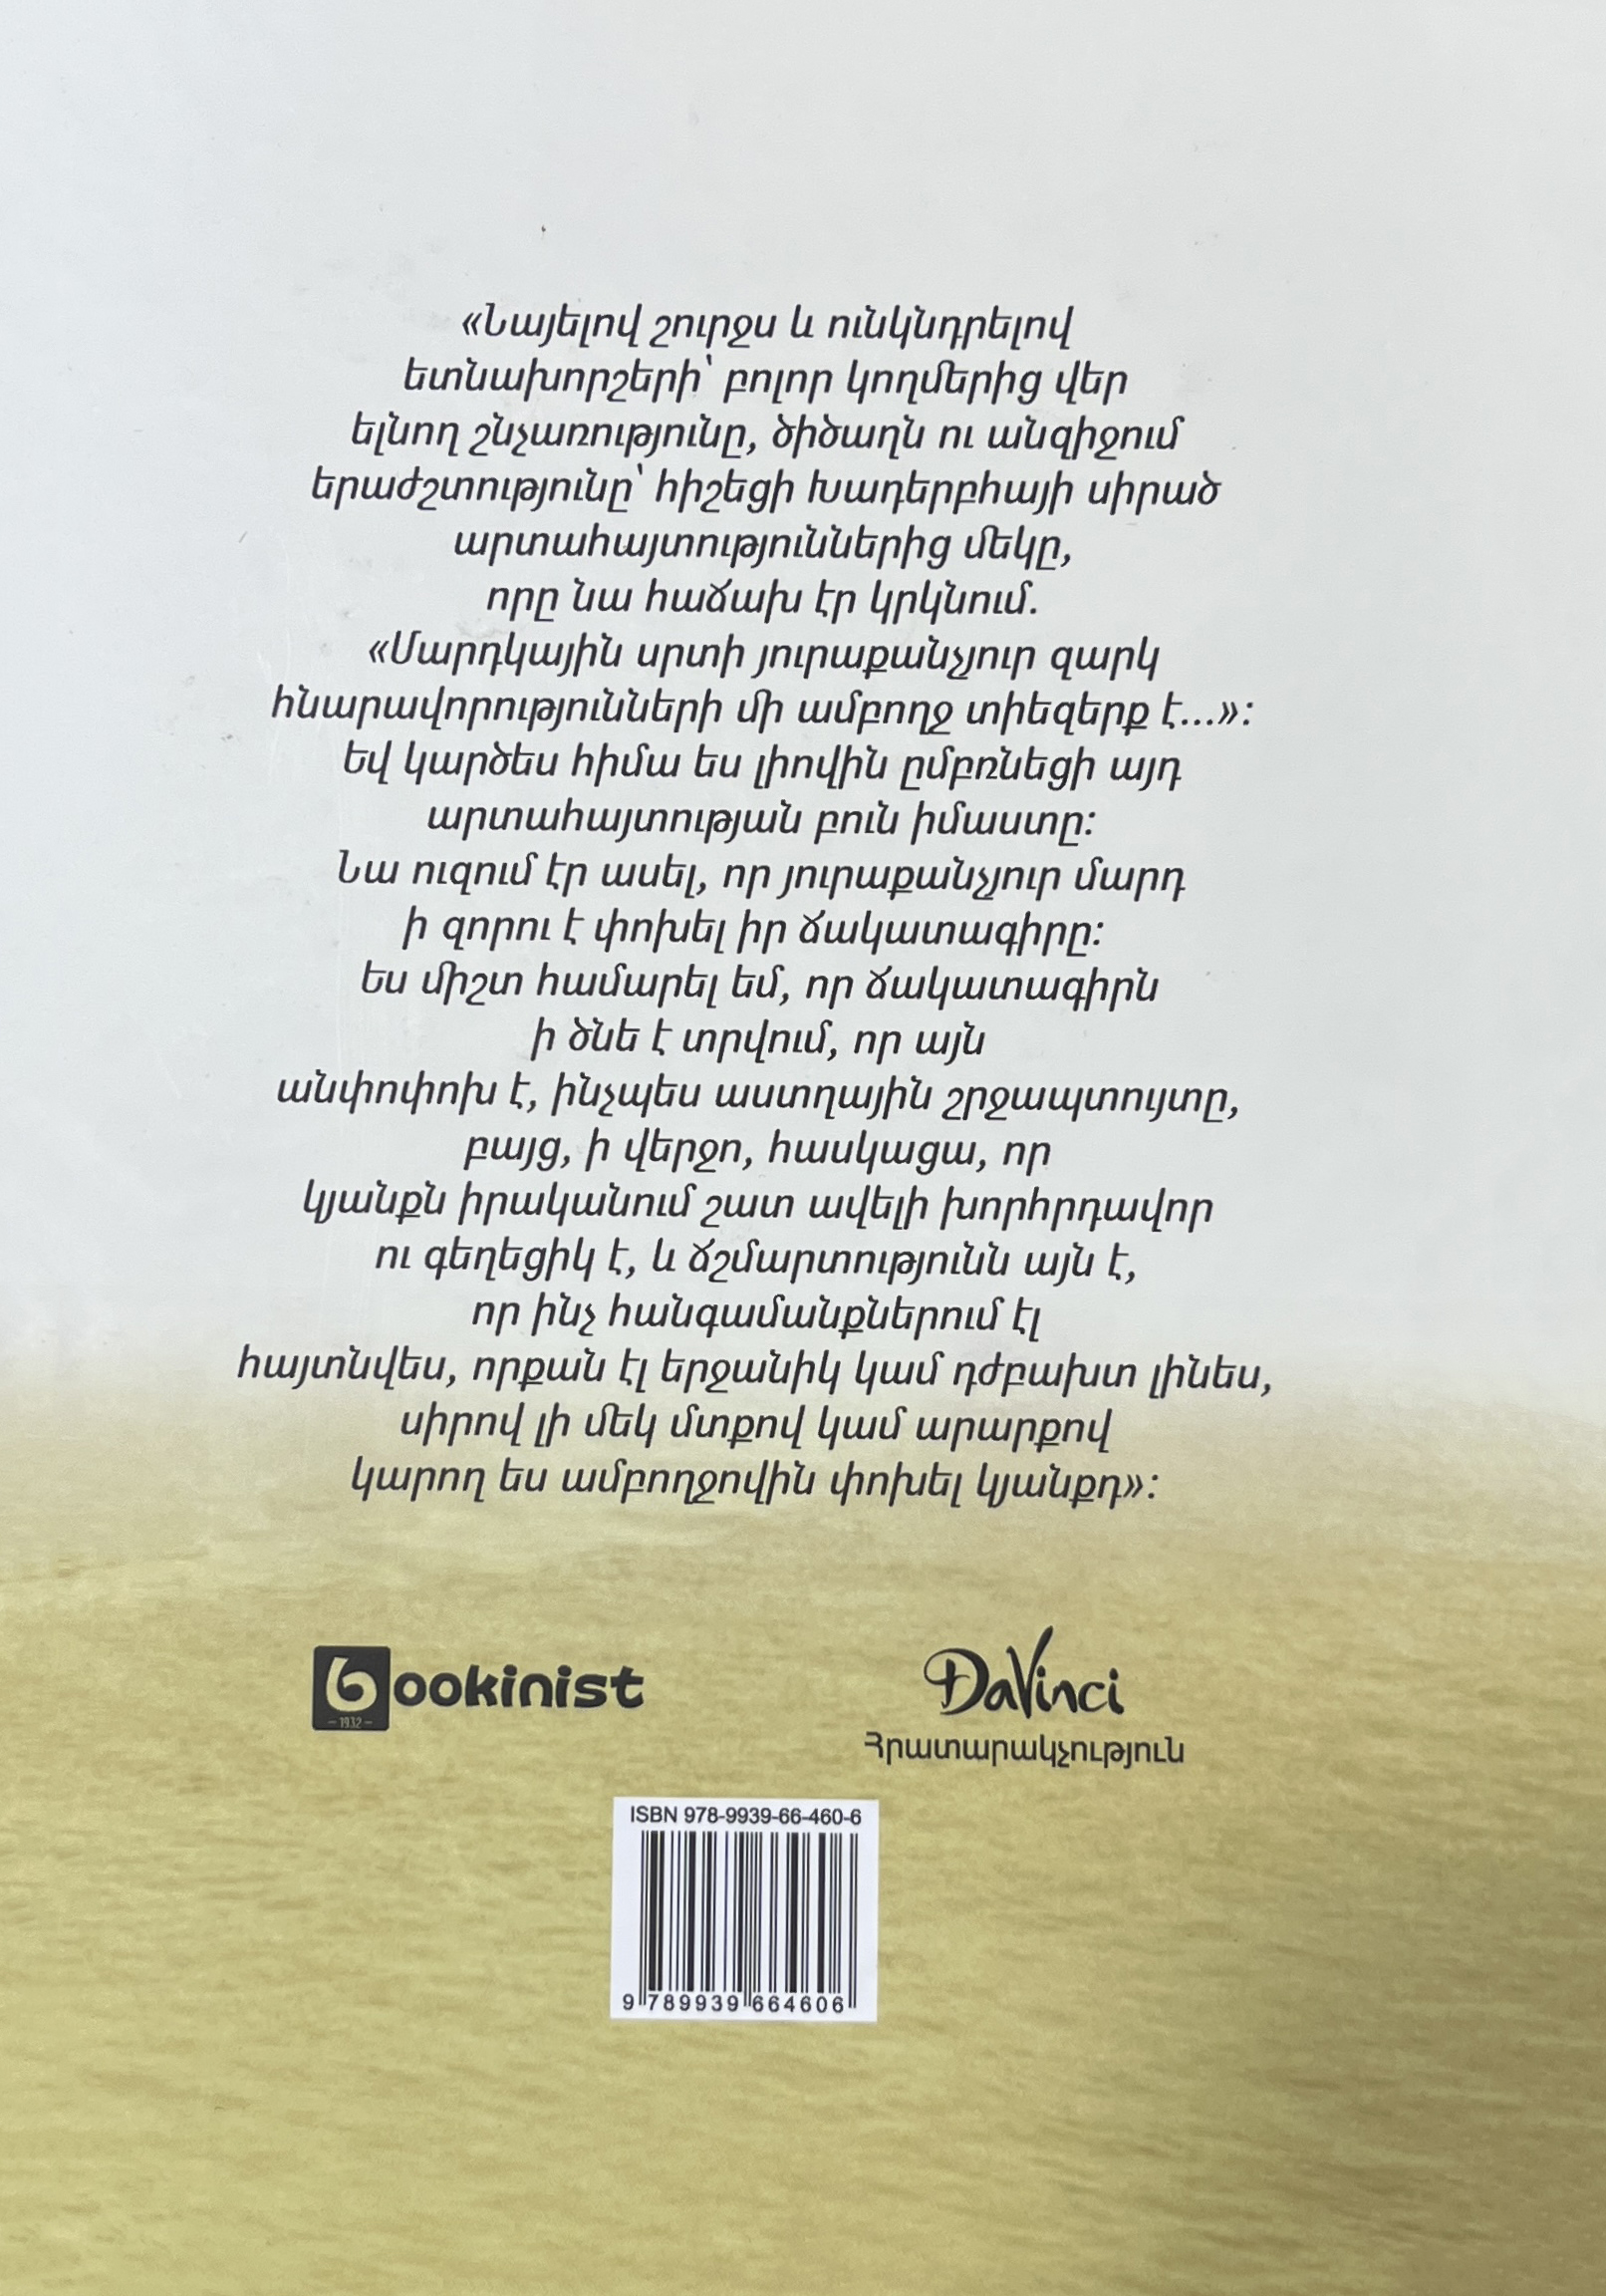 «Նայելով շուրջս և ունկնդրելով
ետնախորշերի՝ բոլոր կողմերից վեր
ելնող շնչառությունը, ծիծաղն ու անզիջում
երաժշտությունը՝ հիշեցի Խադերբհայի սիրած
արտահայտություններից մեկը,
որը նա հաճախ էր կրկնում.
«Մարդկային սրտի յուրաքանչյուր զարկ
հնարավորությունների մի ամբողջ տիեզերք է...»:
Եվ կարծես հիմա ես լիովին ըմբռնեցի այդ
արտահայտության բուն իմաստը:
Նա ուզում էր ասել, որ յուրաքանչյուր մարդ
ի զորու է փոխել իր ճակատագիրը:
Ես միշտ համարել եմ, որ ճակատագիրն
ի ծնե է տրվում, որ այն
անփոփոխ է, ինչպես աստղային շրջապտույտը,
բայց, ի վերջո, հասկացա, որ
կյանքն իրականում շատ ավելի խորհրդավոր
ու գեղեցիկ է, և ճշմարտությունն այն է,
որ ինչ հանգամանքներում էլ
հայտնվես, որքան էլ երջանիկ կամ դժբախտ լինես,
սիրով լի մեկ մտքով կամ արարքով
կարող ես ամբողջովին փոխել կյանքդ»:
bookinist
- 1932 -
DaVinci
Հրատարակչություն
ISBN 978-9939-66-460-6
9 789939 664606